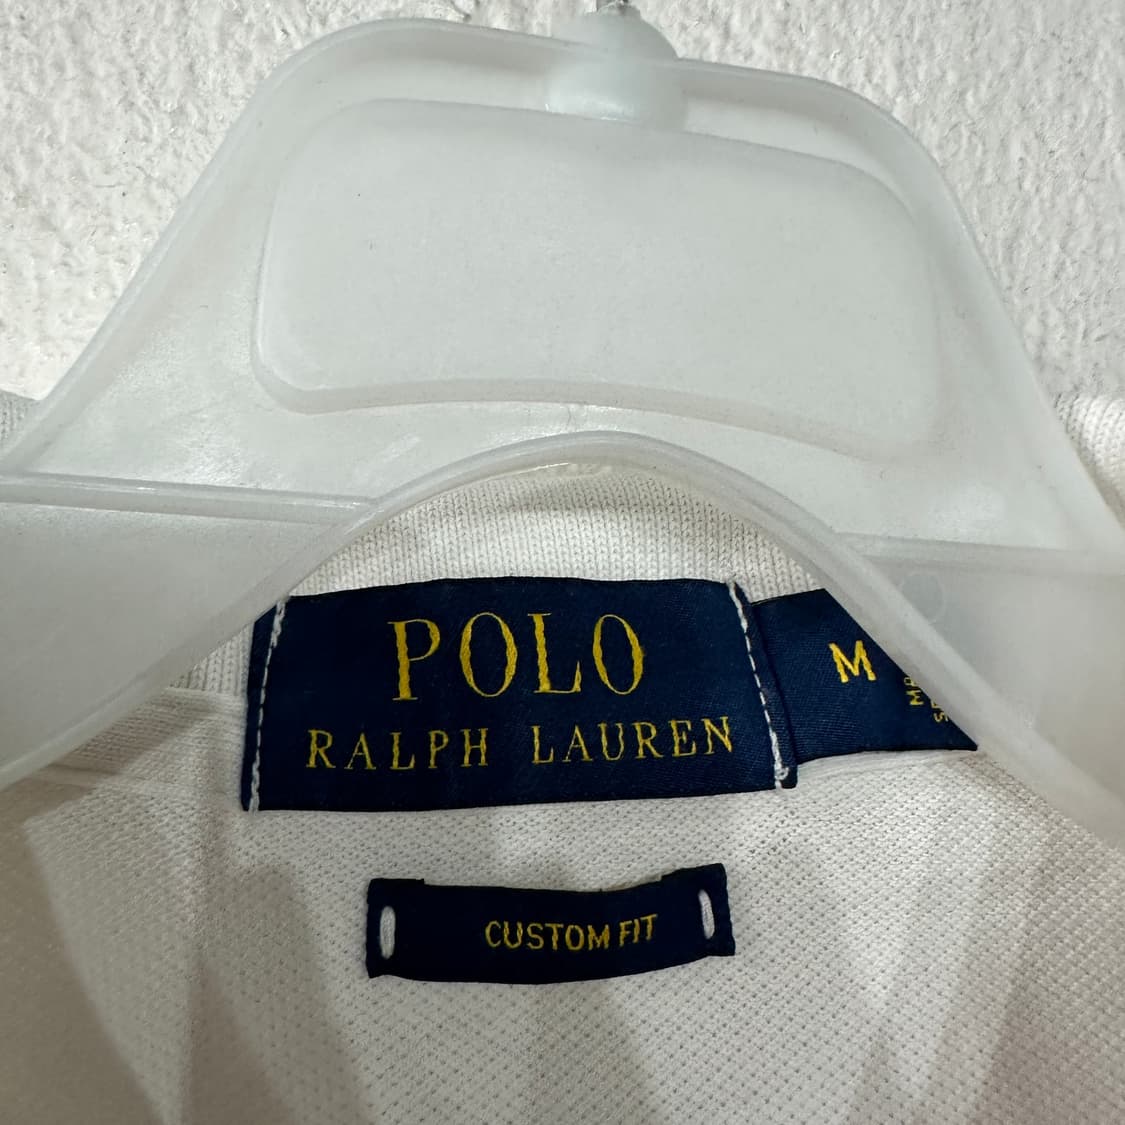 POLO
RALPH LAUREN
M
CUSTOM FIT